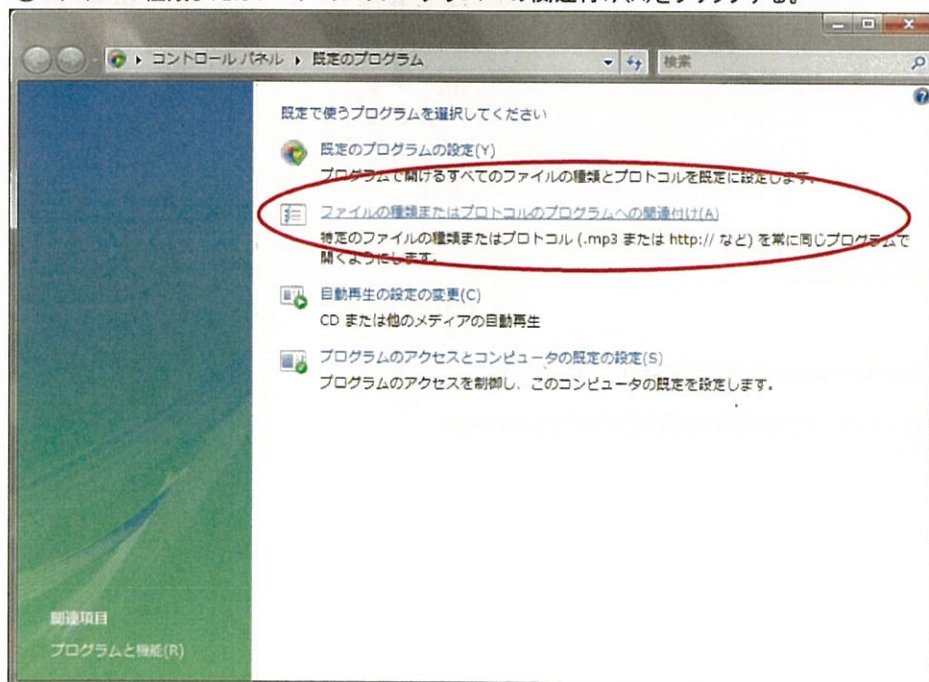 コントロール パネル ▶ 既定のプログラム
検索
既定で使うプログラムを選択してください
既定のプログラムの設定(Y)
プログラムで開けるすべてのファイルの種類とプロトコルを既定に設定します。
ファイルの種類またはプロトコルのプログラムへの関連付け(A)
特定のファイルの種類またはプロトコル (.mp3 または http:// など) を常に同じプログラムで
開くようにします。
自動再生の設定の変更(C)
CD または他のメディアの自動再生
プログラムのアクセスとコンピュータの既定の設定(S)
プログラムのアクセスを制御し、このコンピュータの既定を設定します。
関連項目
プログラムと機能(R)